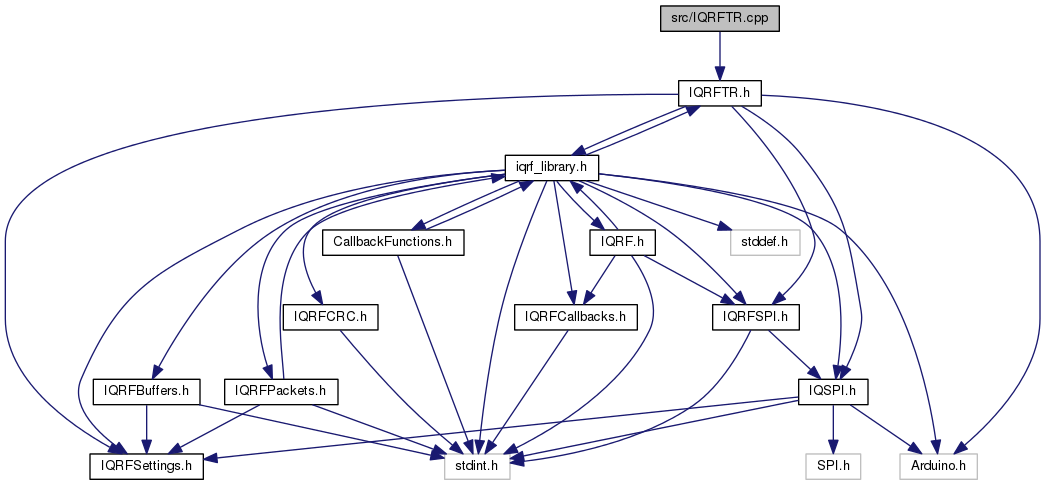 src/IQRFTR.cpp
IQRFTR.h
iqrf_library.h
CallbackFunctions.h
IQRF.h
stddef.h
IQRFCRC.h
IQRFCallbacks.h
IQRFSPI.h
IQRFBuffers.h
IQRFPackets.h
IQSPI.h
IQRFSettings.h
stdint.h
SPI.h
Arduino.h